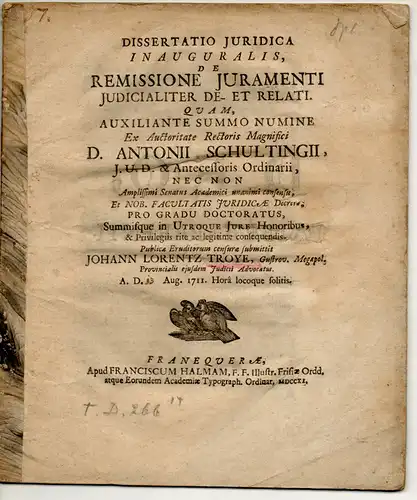 7.
DISSERTATIO JURIDICA
INAUGURALIS,
DE
REMISSIONE JURAMENTI
JUDICIALITER DE- ET RELATI.
QVAM,
AUXILIANTE SUMMO NUMINE
Ex Auctoritate Rectoris Magnifici
D. ANTONII SCHULTINGII,
J. U. D. & Antecessoris Ordinarii,
NEC NON
Amplissimi Senatus Academici unanimi consensu,
Et NOB. FACULTATIS JURIDICÆ Decreto,
PRO GRADU DOCTORATUS,
Summisque in UTROQUE JURE Honoribus,
& Privilegiis rite ac legitime consequendis.
Publicæ Eruditorum censuræ submittit
JOHANN LORENTZ TROYE, Gustrov. Megapol.
Provincialis ejusdem Judicii Advocatus.
A. D. Aug. 1711. Horâ locoque solitis.
FRANEQUERÆ,
Apud FRANCISCUM HALMAM, F. F. Illustr. Frisiæ Ordd.
atque Eorundem Academiæ Typograph. Ordinar. MDCCXI.
T. D. 266 14